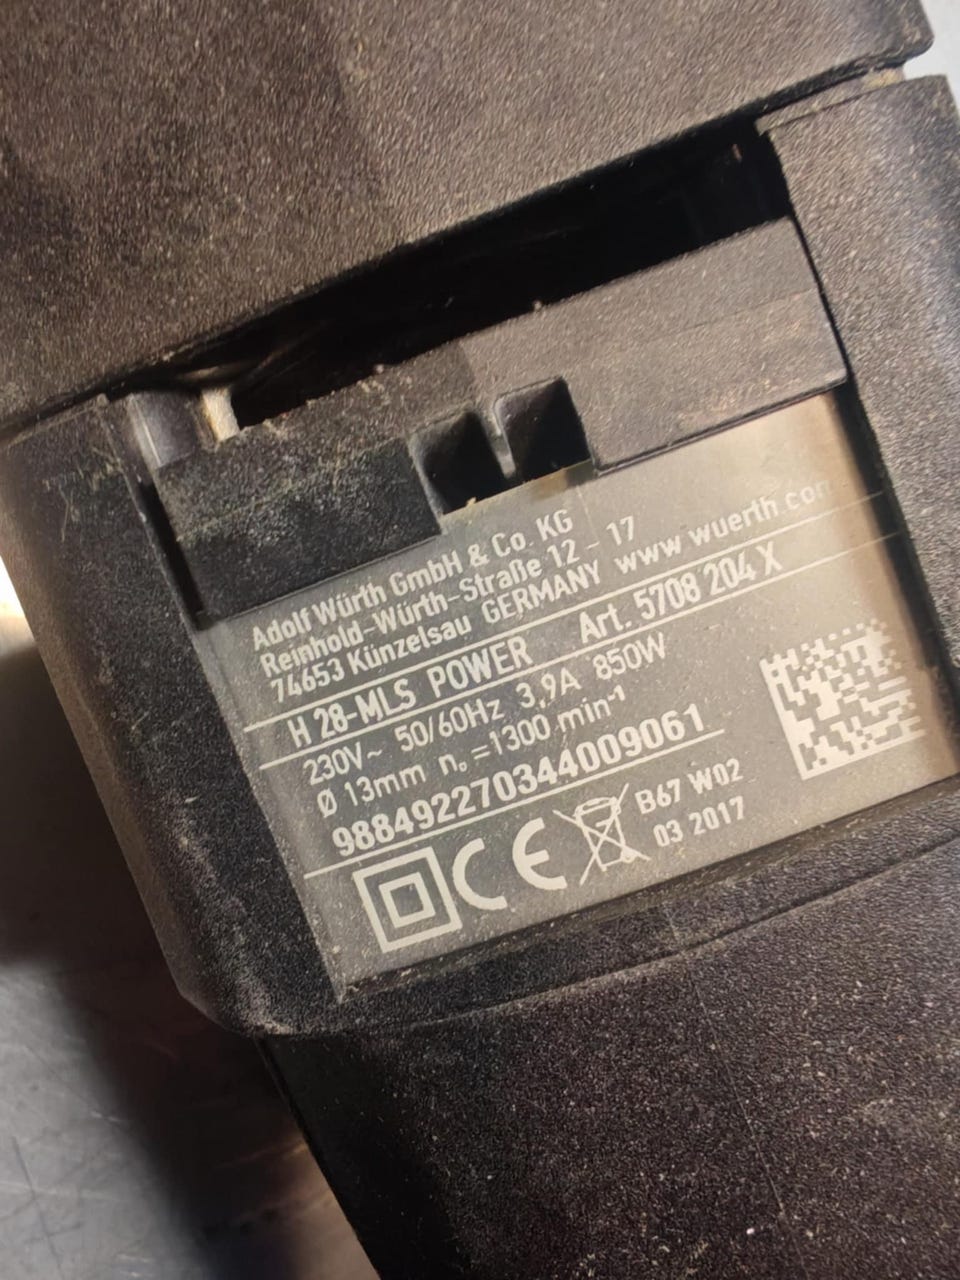 Adolf Würth GmbH & Co. KG
Reinhold-Würth-Straße 12 - 17
74653 Künzelsau GERMANY www.wuerth.com
H 28-MLS POWER Art. 5708 204 X
230V~ 50/60Hz 3,9A 850W
Ø 13mm n₀=1300 min⁻¹
988492270344009061
CE B67 W02
03 2017